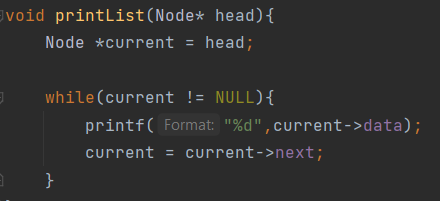 void printList(Node* head){
    Node *current = head;

    while(current != NULL){
        printf( Format: "%d",current->data);
        current = current->next;
    }